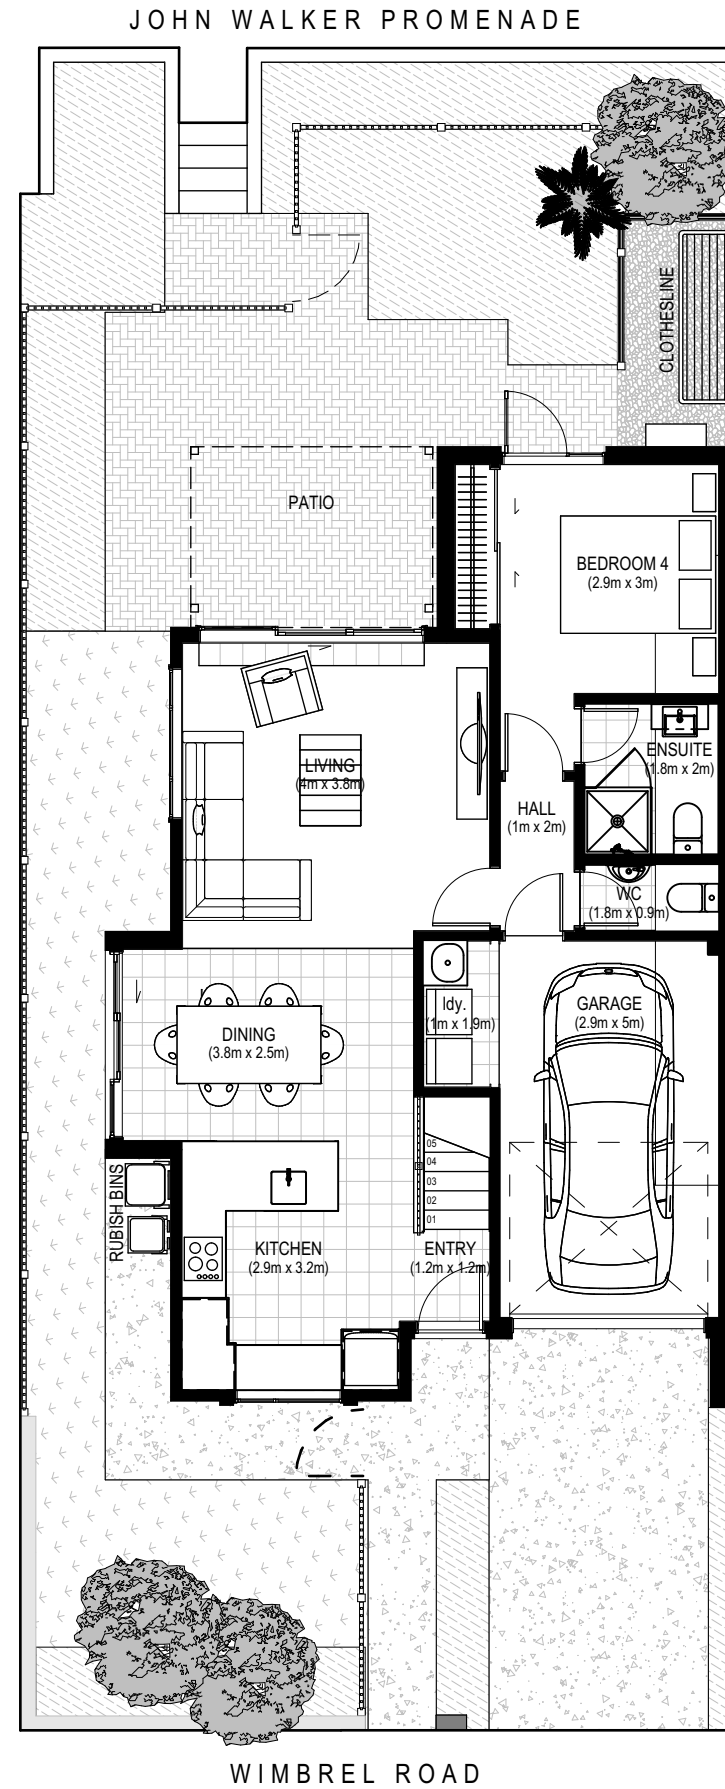 JOHN WALKER PROMENADE
CLOTHESLINE
PATIO
BEDROOM 4
(2.9m x 3m)
ENSUITE
(1.8m x 2m)
LIVING
(4m x 3.8m)
HALL
(1m x 2m)
WC
(1.8m x 0.9m)
ldy.
(1m x 1.9m)
GARAGE
(2.9m x 5m)
DINING
(3.8m x 2.5m)
05
04
03
02
01
RUBISH BINS
KITCHEN
(2.9m x 3.2m)
ENTRY
(1.2m x 1.2m)
WIMBREL ROAD